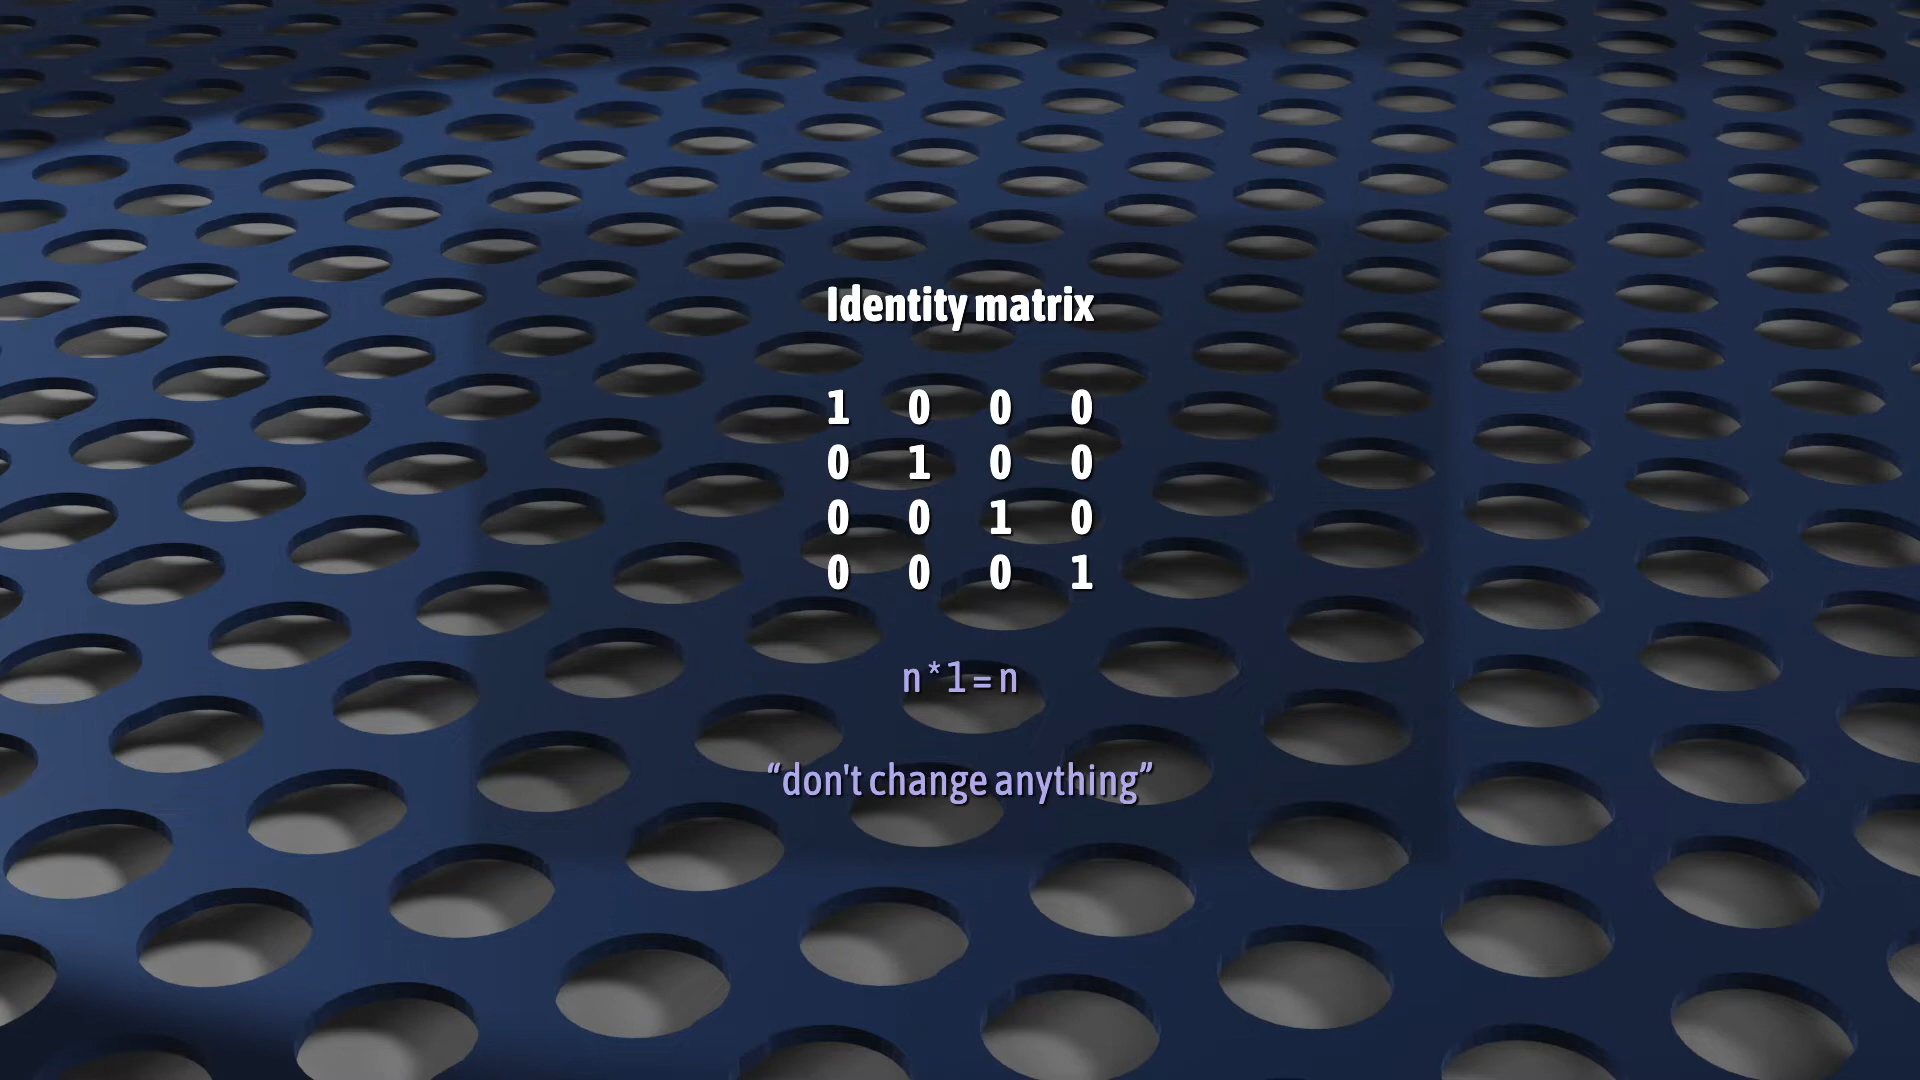 Identity matrix
1 0 0 0
0 1 0 0
0 0 1 0
0 0 0 1
n * 1 = n
“don't change anything”